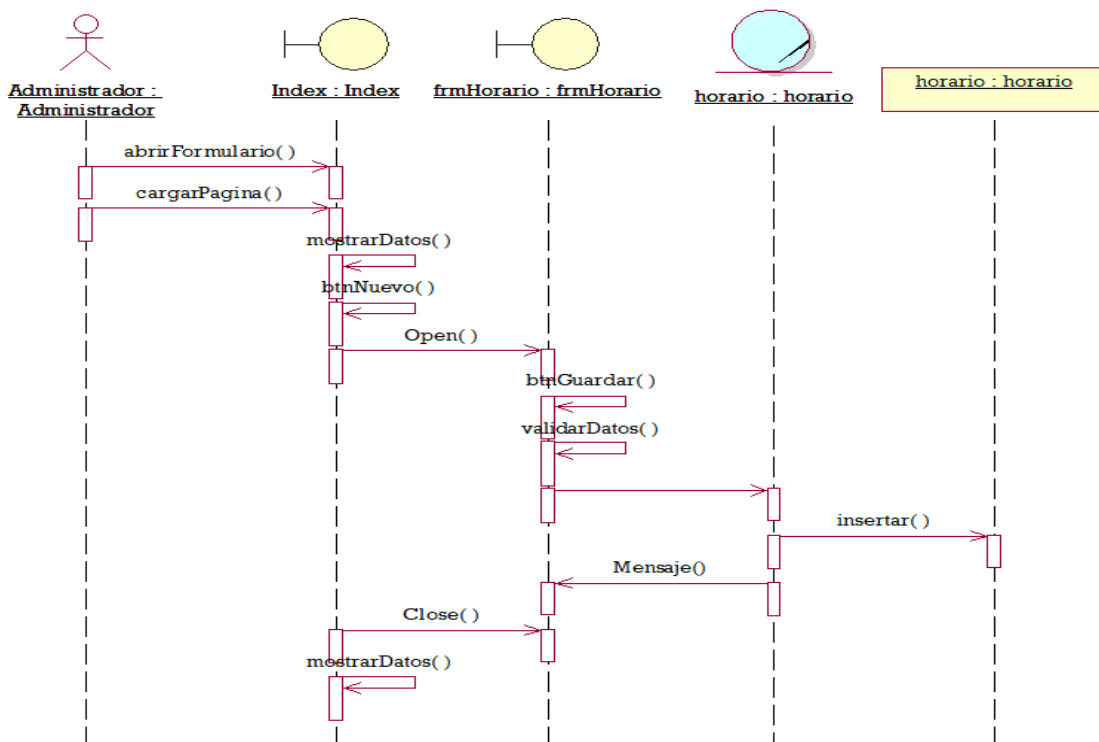 Administrador :
Administrador
Index : Index
frmHorario : frmHorario
horario : horario
horario : horario
abrirFormulario( )
cargarPagina( )
mostrarDatos( )
btnNuevo( )
Open( )
btnGuardar( )
validarDatos( )
insertar( )
Mensaje()
Close( )
mostrarDatos( )